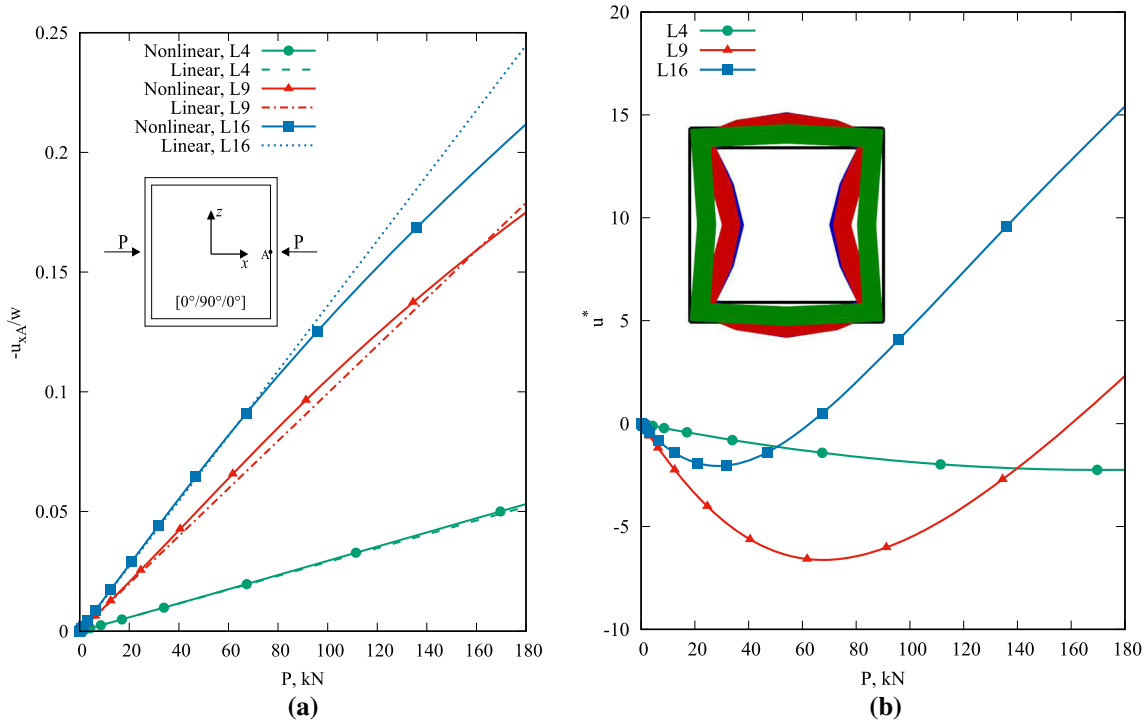 -0.25
0.2
0.15
0.1
0.05
0
-u_xA/w
Nonlinear, L4
Linear, L4
Nonlinear, L9
Linear, L9
Nonlinear, L16
Linear, L16
z
P P
A
x
[0°/90°/0°]
0 20 40 60 80 100 120 140 160 180
P, kN
(a)
20
15
10
5
0
-5
-10
u*
L4
L9
L16
0 20 40 60 80 100 120 140 160 180
P, kN
(b)